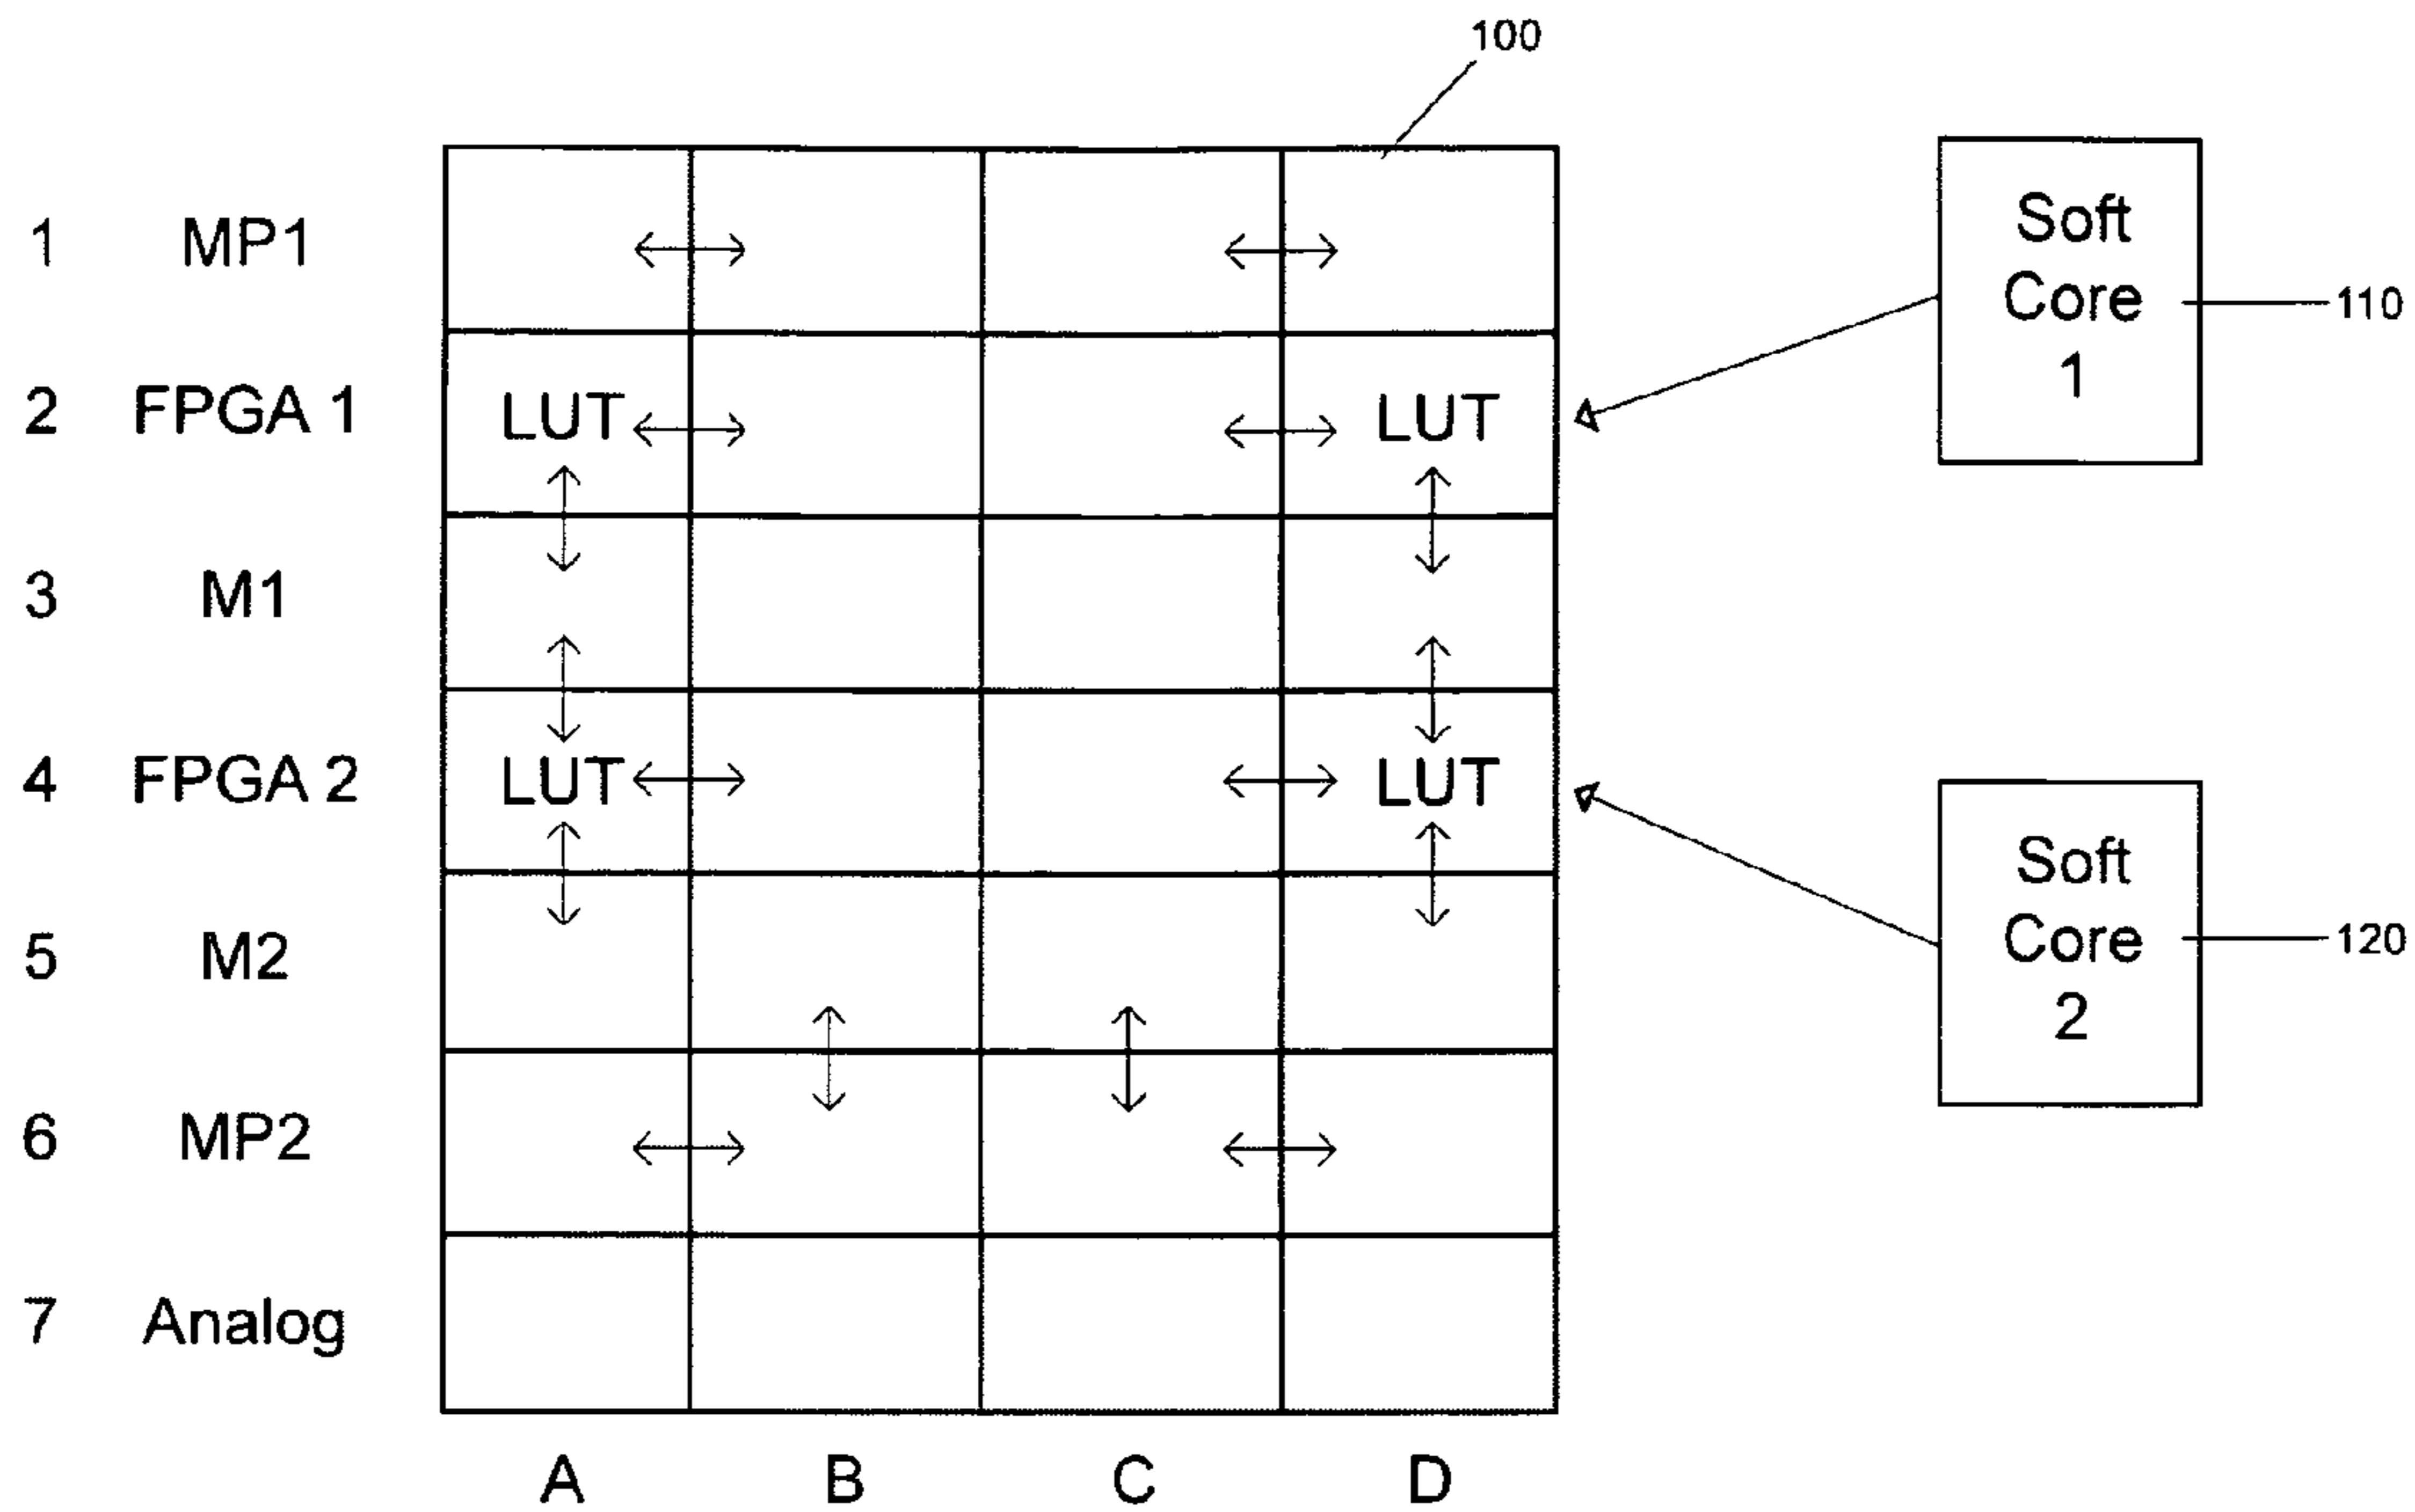 100
1 MP1
Soft
Core
1
110
2 FPGA 1 LUT LUT
3 M1
4 FPGA 2 LUT LUT
Soft
Core
2
120
5 M2
6 MP2
7 Analog
A B C D